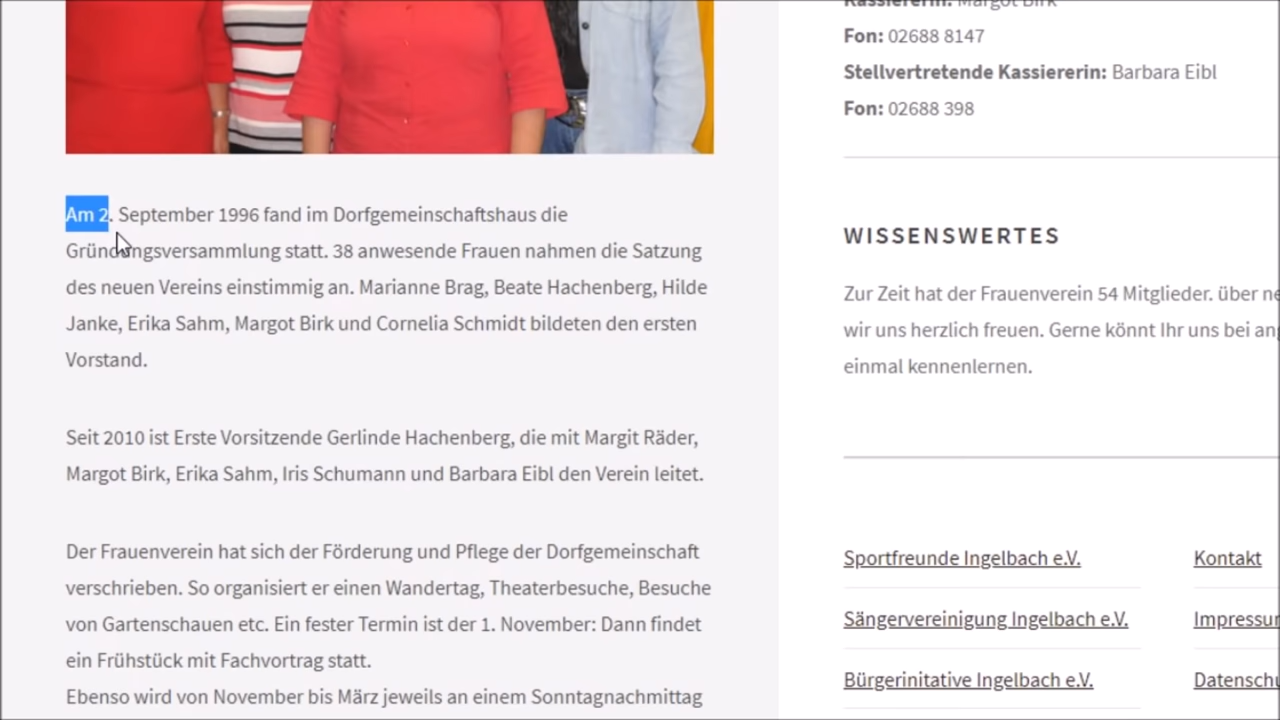 Am 2. September 1996 fand im Dorfgemeinschaftshaus die
Gründungsversammlung statt. 38 anwesende Frauen nahmen die Satzung
des neuen Vereins einstimmig an. Marianne Brag, Beate Hachenberg, Hilde
Janke, Erika Sahm, Margot Birk und Cornelia Schmidt bildeten den ersten
Vorstand.
Seit 2010 ist Erste Vorsitzende Gerlinde Hachenberg, die mit Margit Räder,
Margot Birk, Erika Sahm, Iris Schumann und Barbara Eibl den Verein leitet.
Der Frauenverein hat sich der Förderung und Pflege der Dorfgemeinschaft
verschrieben. So organisiert er einen Wandertag, Theaterbesuche, Besuche
von Gartenschauen etc. Ein fester Termin ist der 1. November: Dann findet
ein Frühstück mit Fachvortrag statt.
Ebenso wird von November bis März jeweils an einem Sonntagnachmittag
Kassiererin: Margot Birk
Fon: 02688 8147
Stellvertretende Kassiererin: Barbara Eibl
Fon: 02688 398
WISSENSWERTES
Zur Zeit hat der Frauenverein 54 Mitglieder. über
wir uns herzlich freuen. Gerne könnt Ihr uns bei
einmal kennenlernen.
Sportfreunde Ingelbach e.V.
Kontakt
Sängervereinigung Ingelbach e.V.
Bürgerinitative Ingelbach e.V.